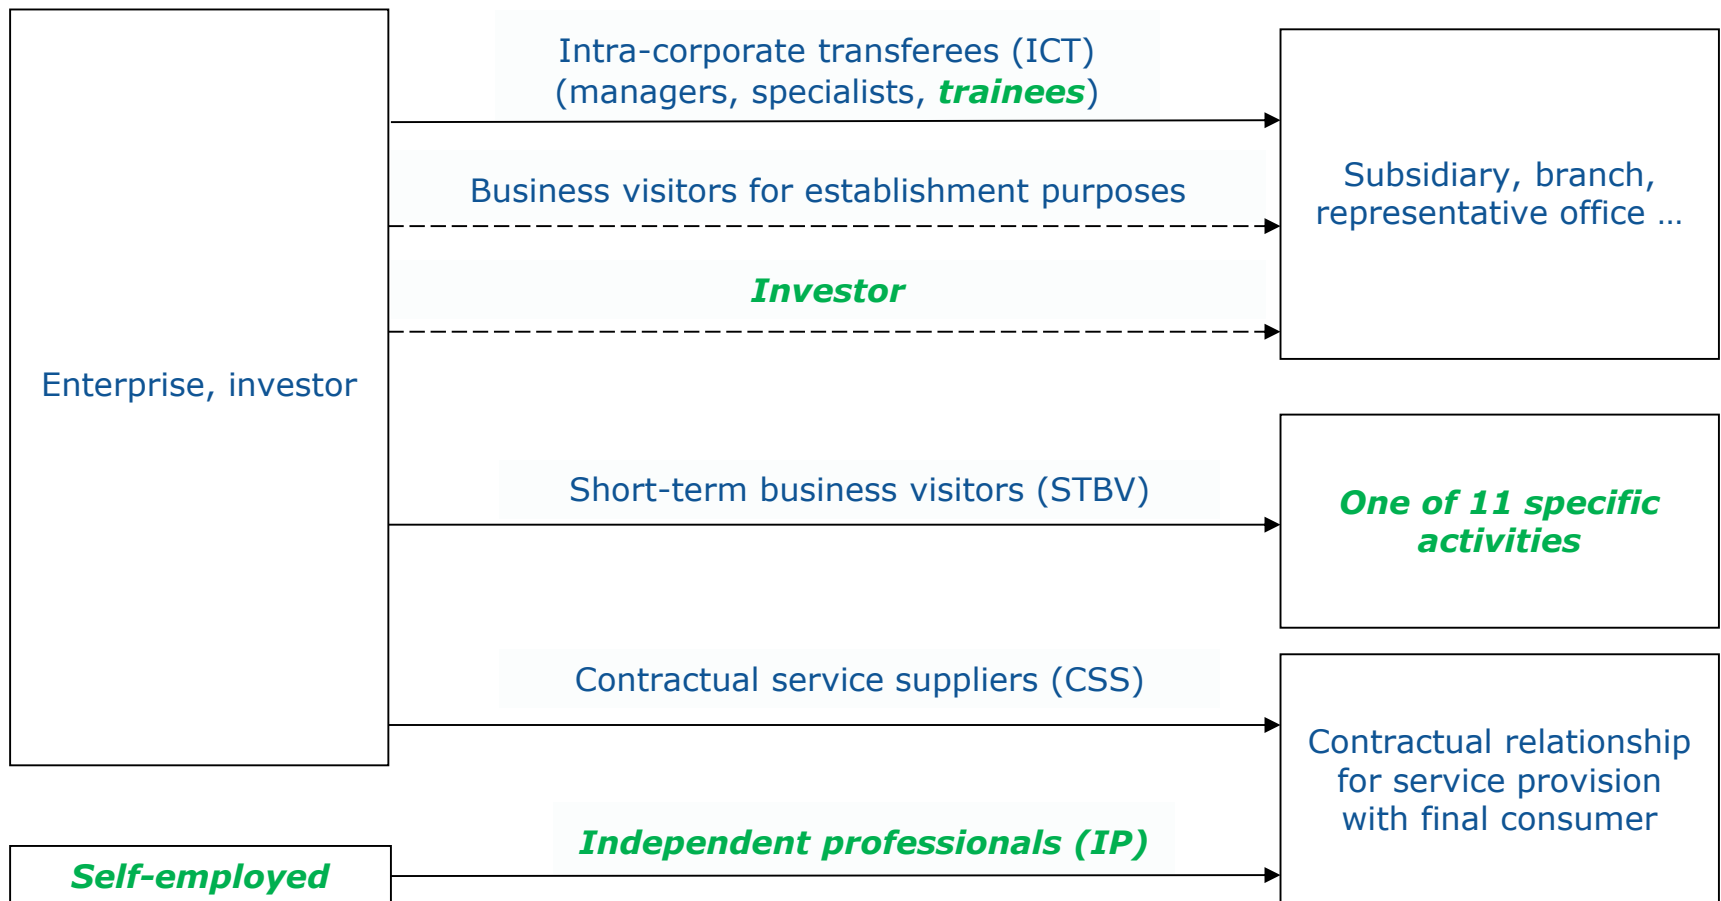 Intra-corporate transferees (ICT)
(managers, specialists, trainees)
Business visitors for establishment purposes
Investor
Subsidiary, branch,
representative office …
Enterprise, investor
Short-term business visitors (STBV)
One of 11 specific
activities
Contractual service suppliers (CSS)
Contractual relationship
for service provision
with final consumer
Independent professionals (IP)
Self-employed